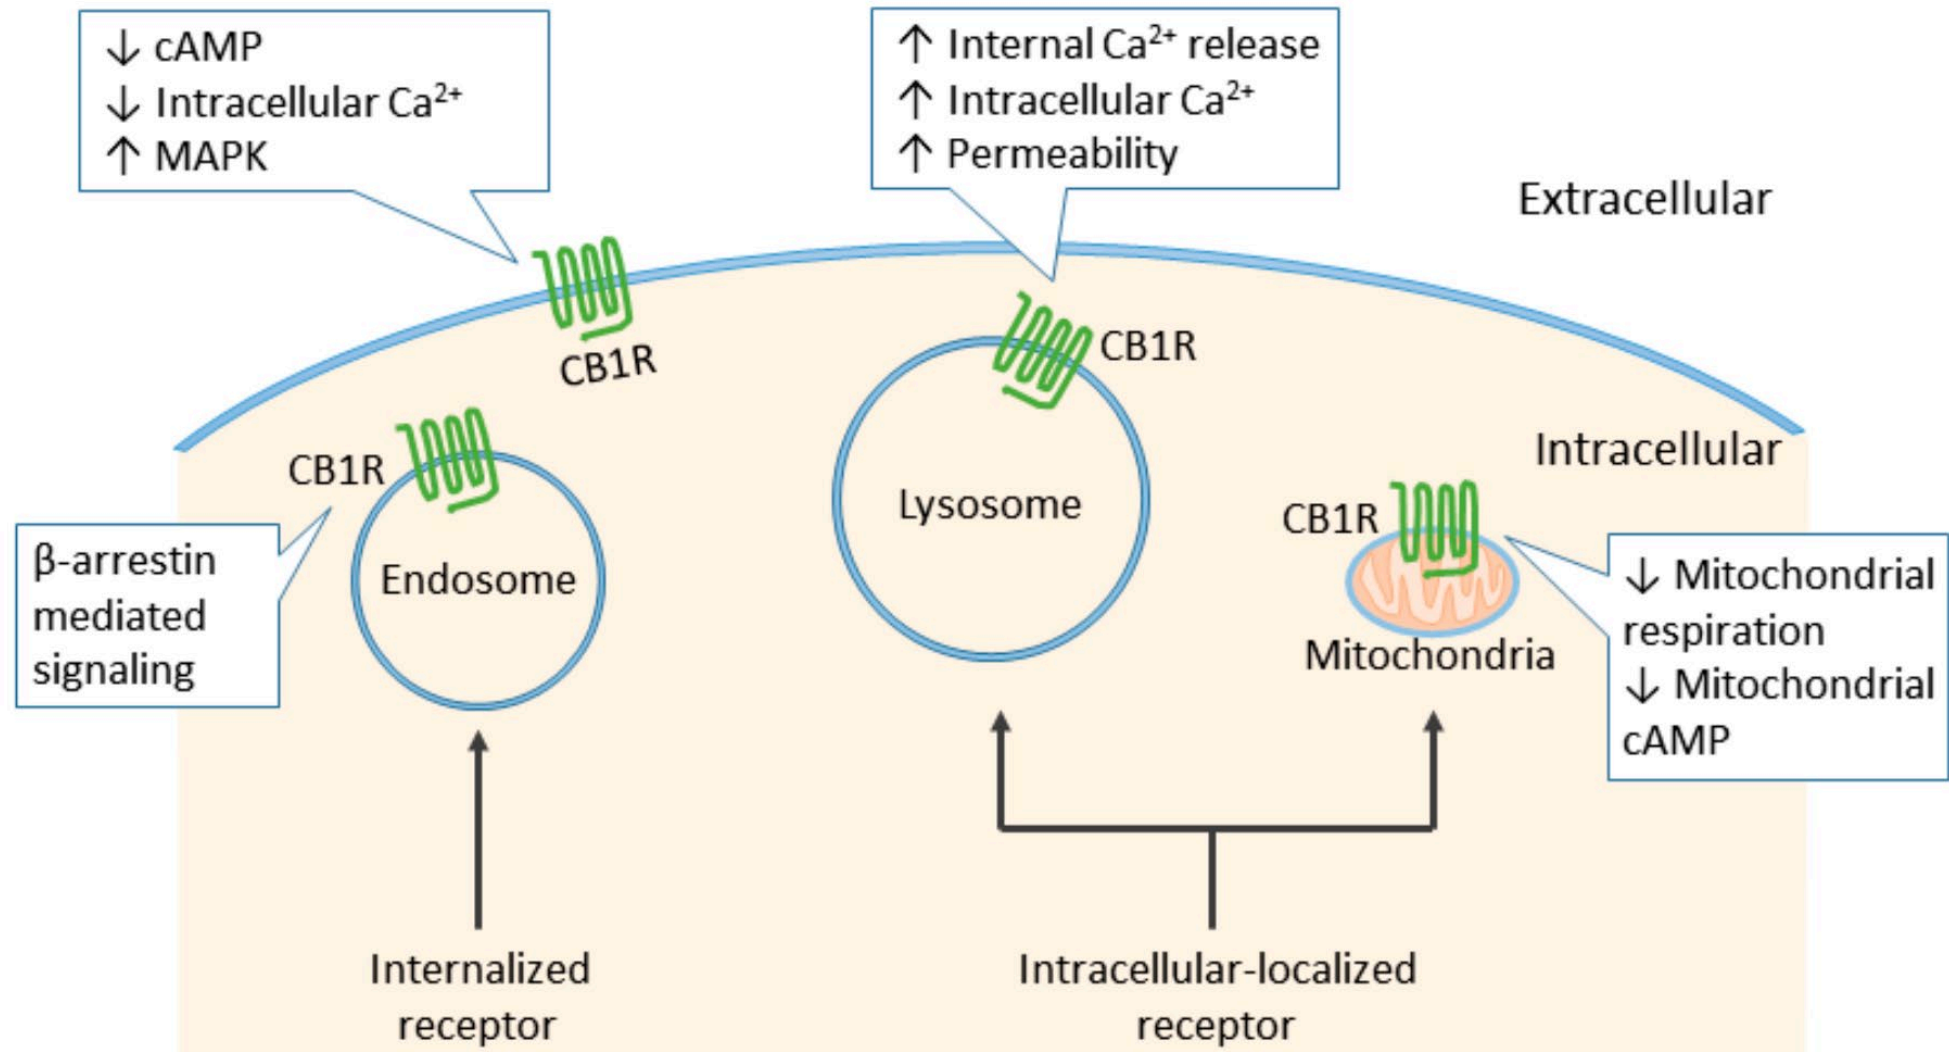 ↓ cAMP
↓ Intracellular Ca²⁺
↑ MAPK
↑ Internal Ca²⁺ release
↑ Intracellular Ca²⁺
↑ Permeability
Extracellular
CB1R
CB1R
Intracellular
CB1R
Lysosome
CB1R
β-arrestin
mediated
signaling
Endosome
Mitochondria
↓ Mitochondrial
respiration
↓ Mitochondrial
cAMP
Internalized
receptor
Intracellular-localized
receptor